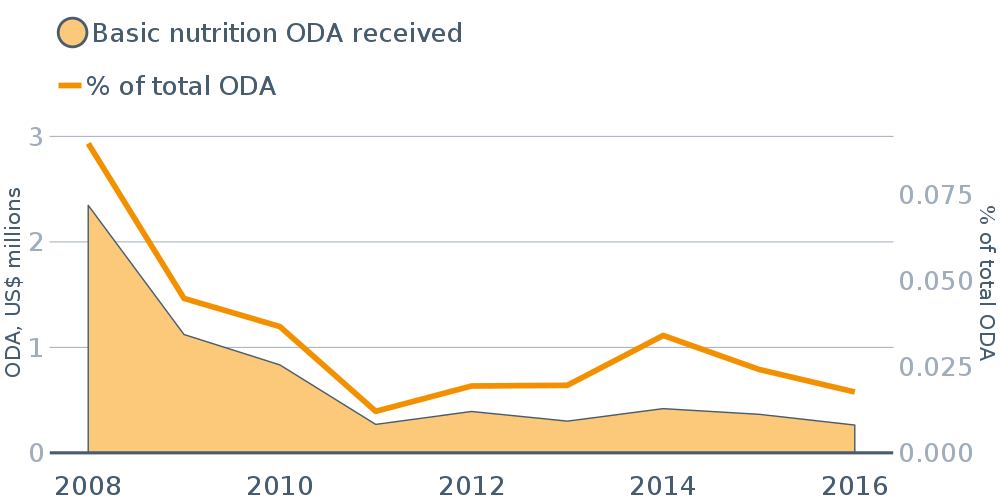 Basic nutrition ODA received
% of total ODA
3
2
1
0
ODA, US$ millions
0.075
0.050
0.025
0.000
% of total ODA
2008 2010 2012 2014 2016